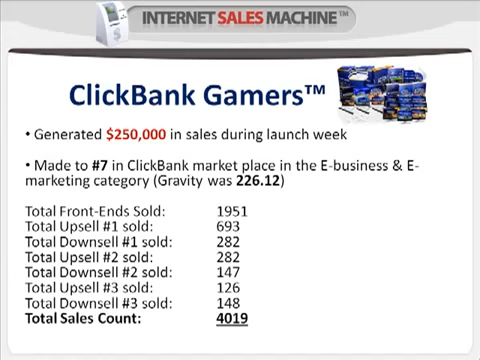 INTERNET SALES MACHINE™
ClickBank Gamers™
• Generated $250,000 in sales during launch week
• Made to #7 in ClickBank market place in the E-business & E-
marketing category (Gravity was 226.12)
Total Front-Ends Sold: 1951
Total Upsell #1 sold: 693
Total Downsell #1 sold: 282
Total Upsell #2 sold: 282
Total Downsell #2 sold: 147
Total Upsell #3 sold: 126
Total Downsell #3 sold: 148
Total Sales Count: 4019